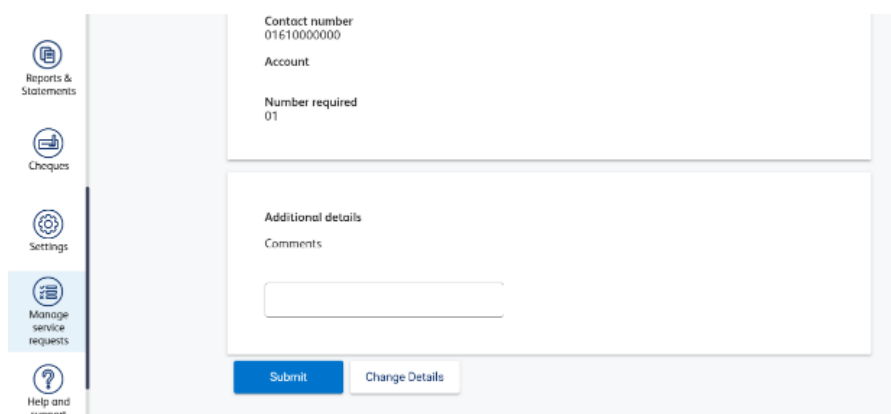 Reports &
Statements
Cheques
Settings
Manage
service
requests
Help and
support
Contact number
01610000000
Account
Number required
01
Additional details
Comments
Submit
Change Details